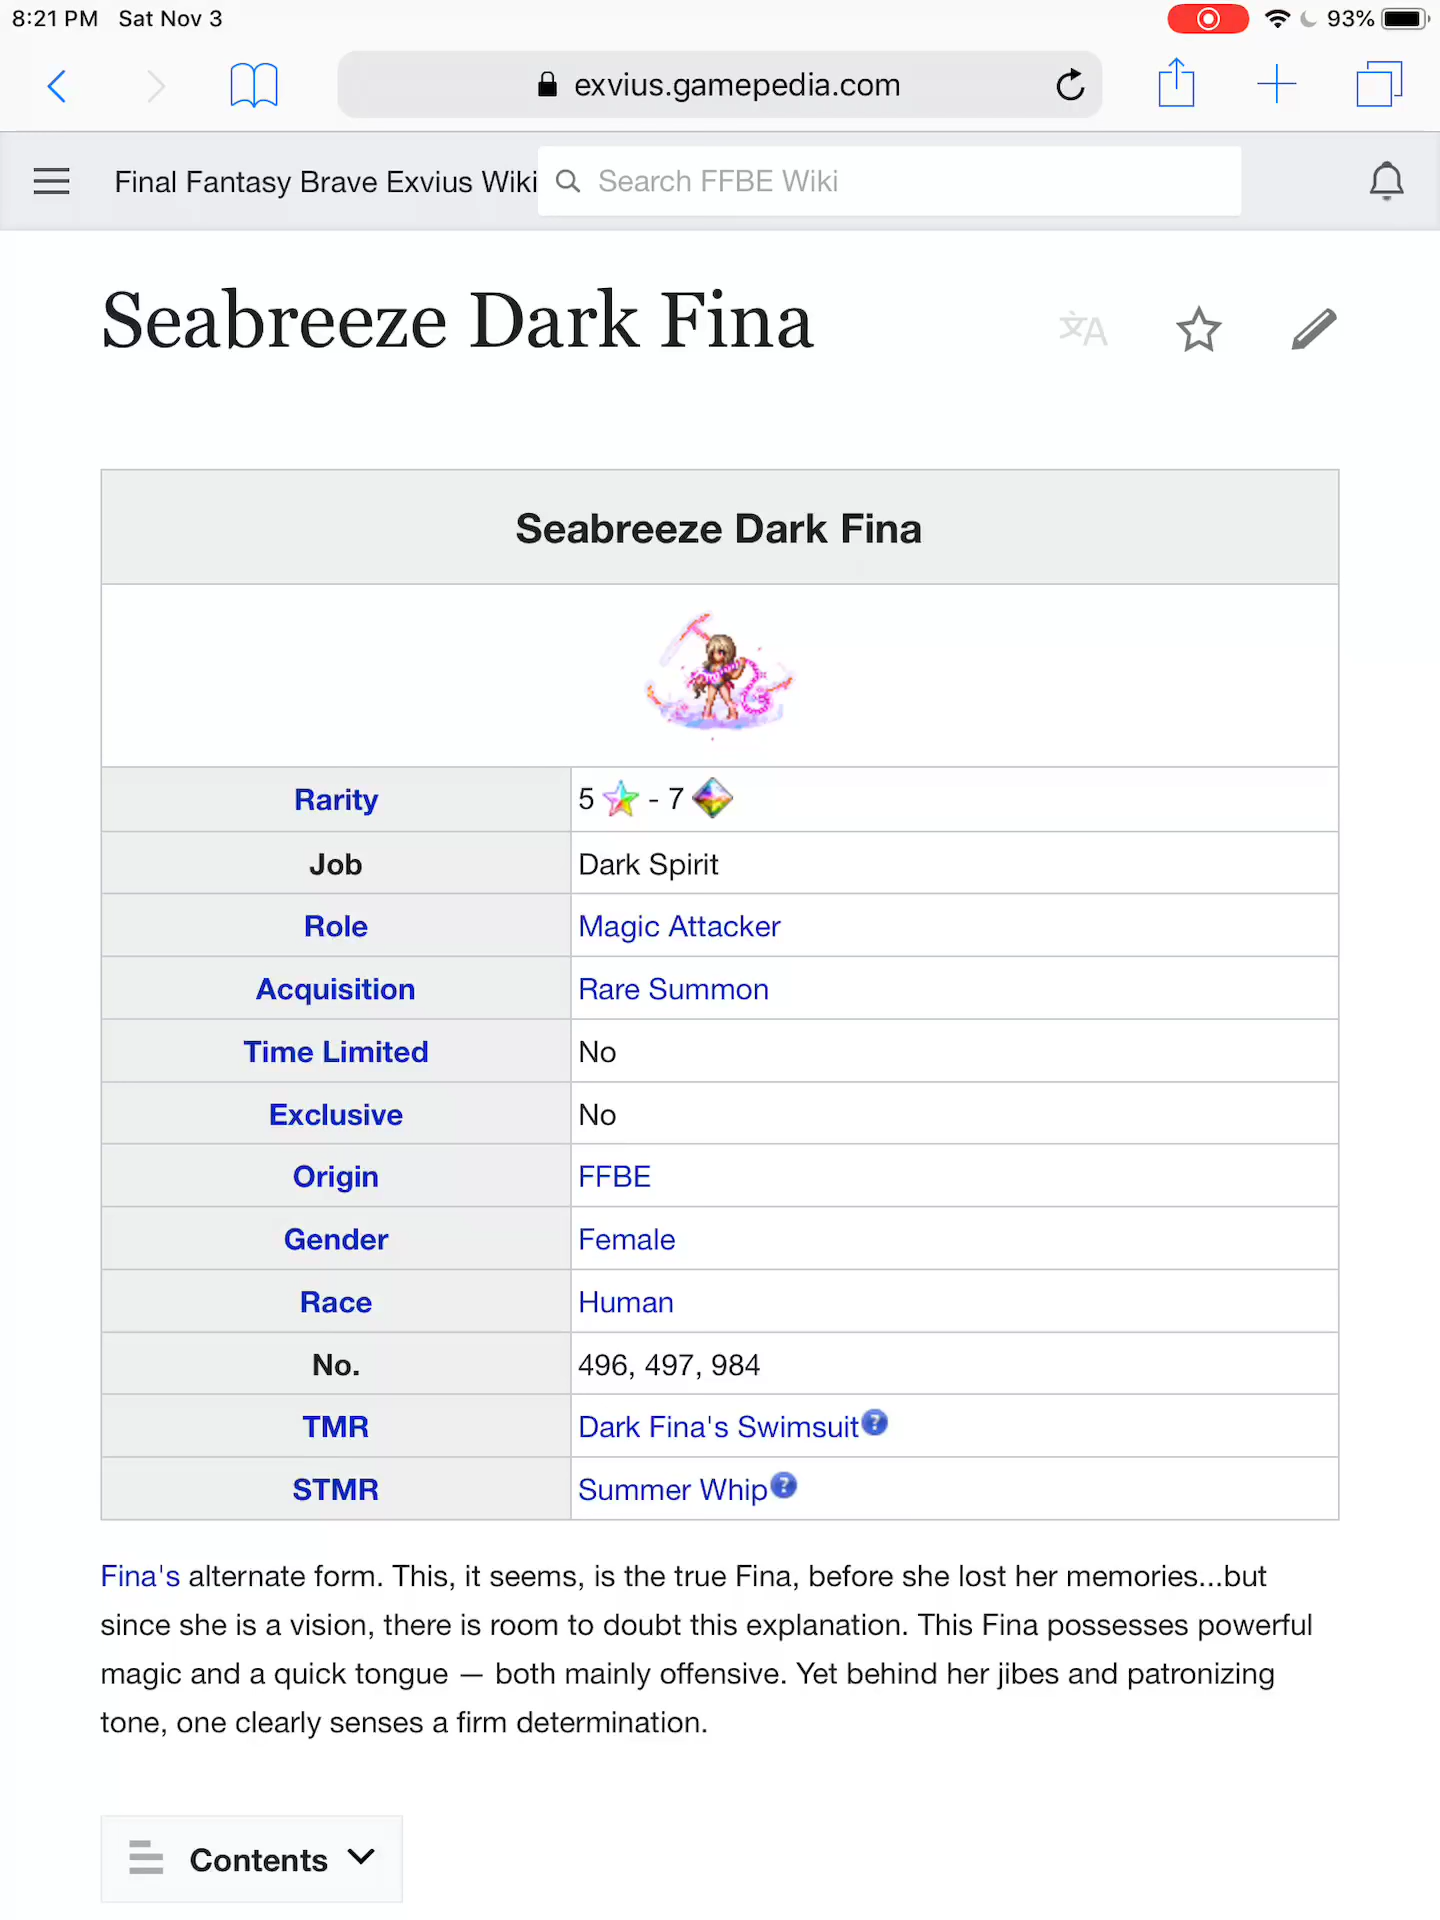 8:21 PM Sat Nov 3 93%
exvius.gamepedia.com
Final Fantasy Brave Exvius Wiki Search FFBE Wiki
Seabreeze Dark Fina
Seabreeze Dark Fina
Rarity 5 - 7
Job Dark Spirit
Role Magic Attacker
Acquisition Rare Summon
Time Limited No
Exclusive No
Origin FFBE
Gender Female
Race Human
No. 496, 497, 984
TMR Dark Fina's Swimsuit ?
STMR Summer Whip ?
Fina's alternate form. This, it seems, is the true Fina, before she lost her memories...but
since she is a vision, there is room to doubt this explanation. This Fina possesses powerful
magic and a quick tongue — both mainly offensive. Yet behind her jibes and patronizing
tone, one clearly senses a firm determination.
Contents